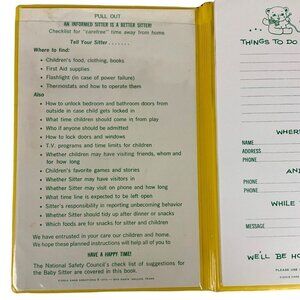 PULL OUT
AN INFORMED SITTER IS A BETTER SITTER!
Checklist for "carefree" time away from home
Tell Your Sitter.......
Where to find:
• Children's food, clothing, books
• First Aid supplies
• Flashlight (in case of power failure)
• Thermostats and how to operate them
Also
• How to unlock bedroom and bathroom doors from
outside in case child gets locked in
• What time children should come in from play
• Who if anyone should be admitted
• How to lock doors and windows
• T.V. programs and time limits for children
• Whether children may have visiting friends, whom and
for how long
• Children's favorite games and stories
• Whether Sitter may have visitors in
• Whether Sitter may visit on phone and how long
• What time line is expected to be left open
• Sitter's responsibility in reporting unbecoming behavior
• Whether Sitter should tidy up after dinner or snacks
• Which foods are for dinner or snacks
We have entrusted in your care our children and home.
We hope these planned instructions will help all of you to
HAVE A HAPPY TIME!
The National Safety Council's check list of suggestions for
the Baby Sitter are covered in this book.
THINGS TO DO
WHER
NAME
ADDRESS
PHONE
PHONE
AN
WHILE
MESSAGE
WE'LL BE HO